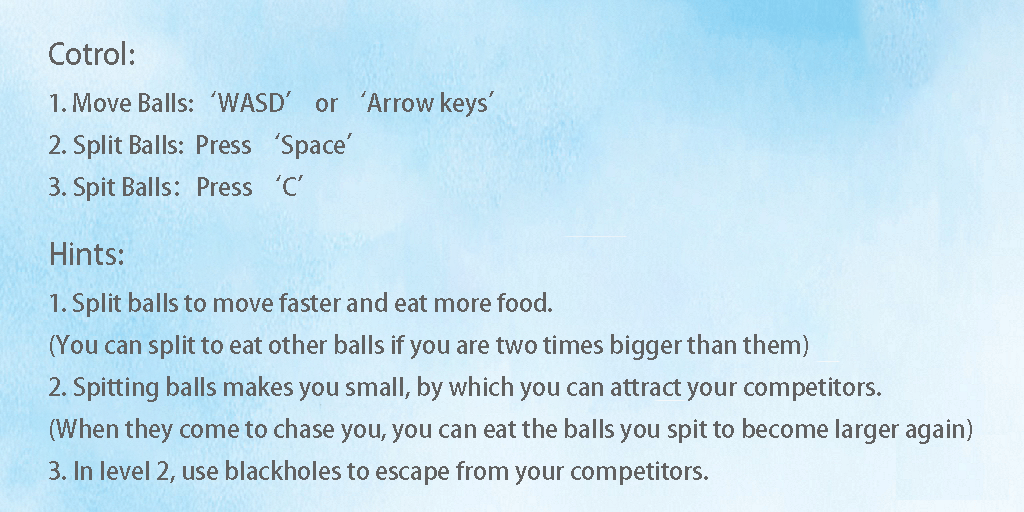 Cotrol:
1. Move Balls: ‘WASD’ or ‘Arrow keys’
2. Split Balls: Press ‘Space’
3. Spit Balls: Press ‘C’
Hints:
1. Split balls to move faster and eat more food.
(You can split to eat other balls if you are two times bigger than them)
2. Spitting balls makes you small, by which you can attract your competitors.
(When they come to chase you, you can eat the balls you spit to become larger again)
3. In level 2, use blackholes to escape from your competitors.